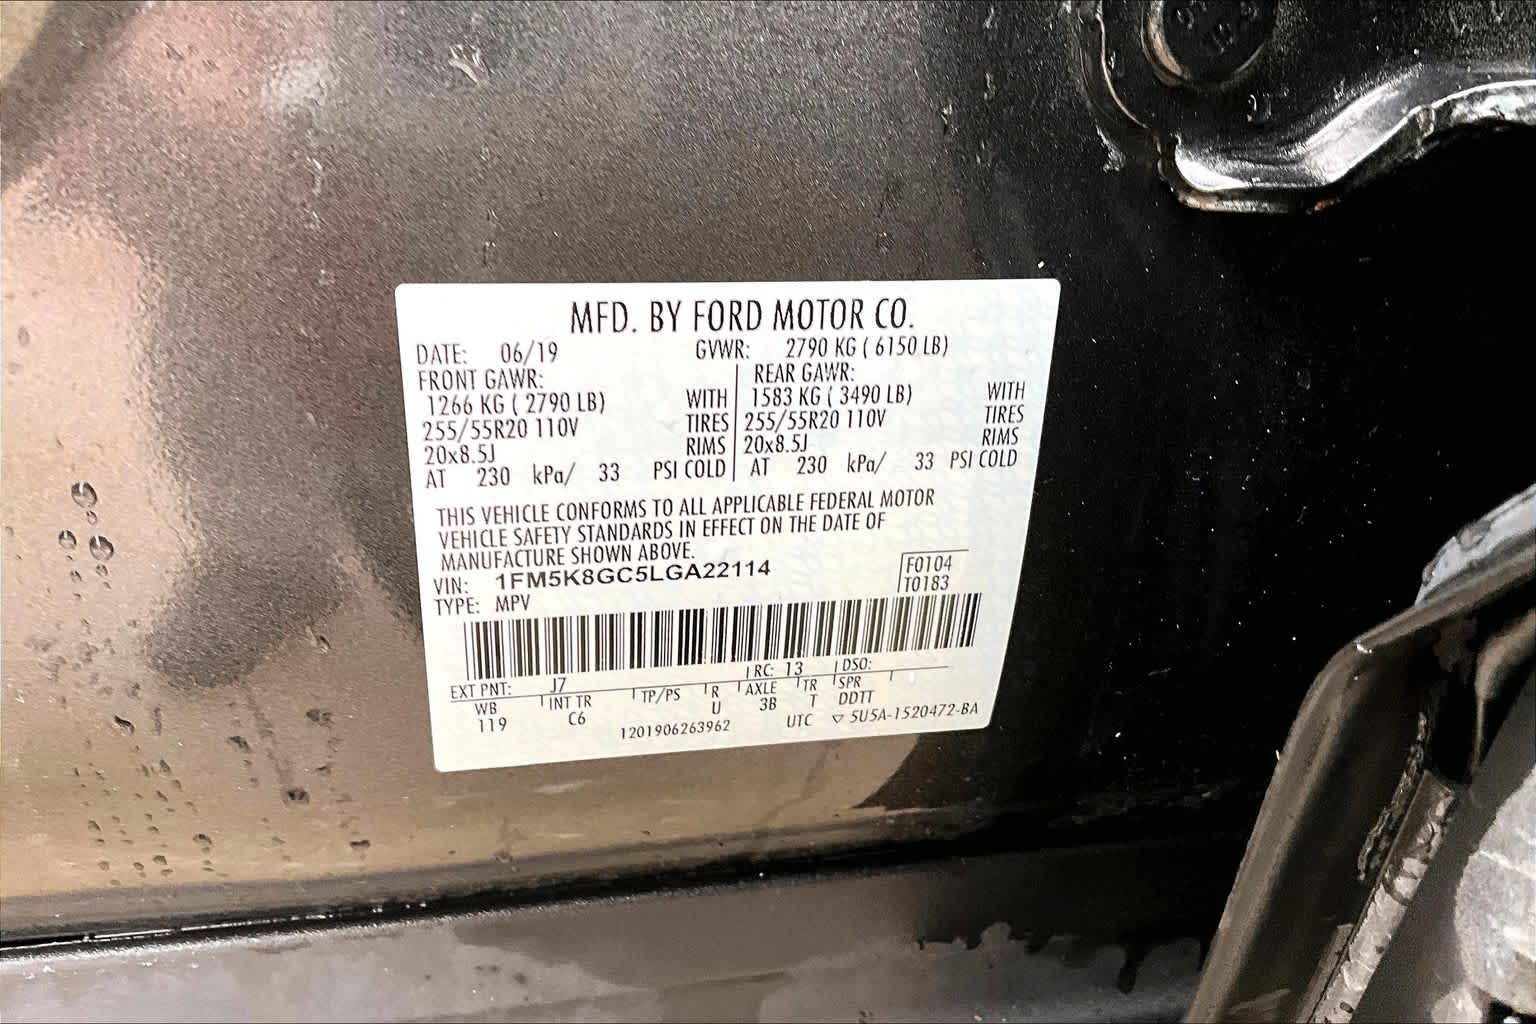 MFD. BY FORD MOTOR CO.
DATE: 06/19 GVWR: 2790 KG ( 6150 LB)
FRONT GAWR: REAR GAWR:
1266 KG ( 2790 LB) WITH 1583 KG ( 3490 LB) WITH
255/55R20 110V TIRES 255/55R20 110V TIRES
20x8.5J RIMS 20x8.5J RIMS
AT 230 kPa/ 33 PSI COLD AT 230 kPa/ 33 PSI COLD
THIS VEHICLE CONFORMS TO ALL APPLICABLE FEDERAL MOTOR
VEHICLE SAFETY STANDARDS IN EFFECT ON THE DATE OF
MANUFACTURE SHOWN ABOVE.
VIN: 1FM5K8GC5LGA22114 F0104
TYPE: MPV T0183
EXT PNT: J7 RC: 13 DSO:
WB INT TR TP/PS R AXLE TR SPR
119 C6 U 3B T DDTT
1201906263962 UTC ▽ 5U5A-1520472-BA